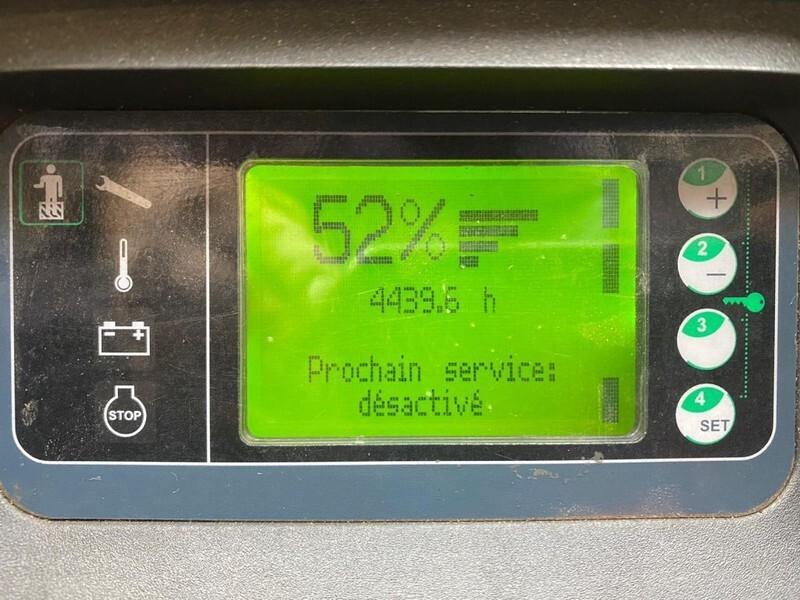 52%
4439.6 h
Prochain service:
désactivé
STOP
1
+
2
−
3
4
SET